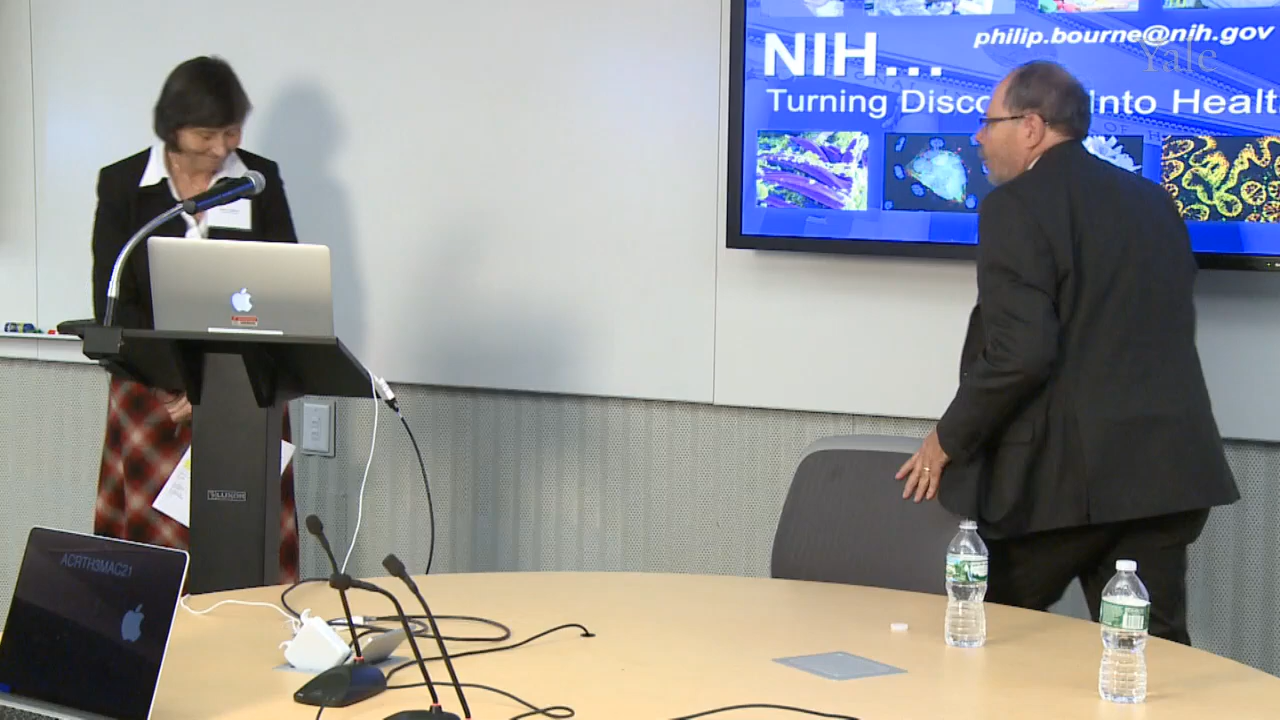 philip.bourne@nih.gov
Yale
NIH...
Turning Disco
into Healt
ACRTH3MAC21